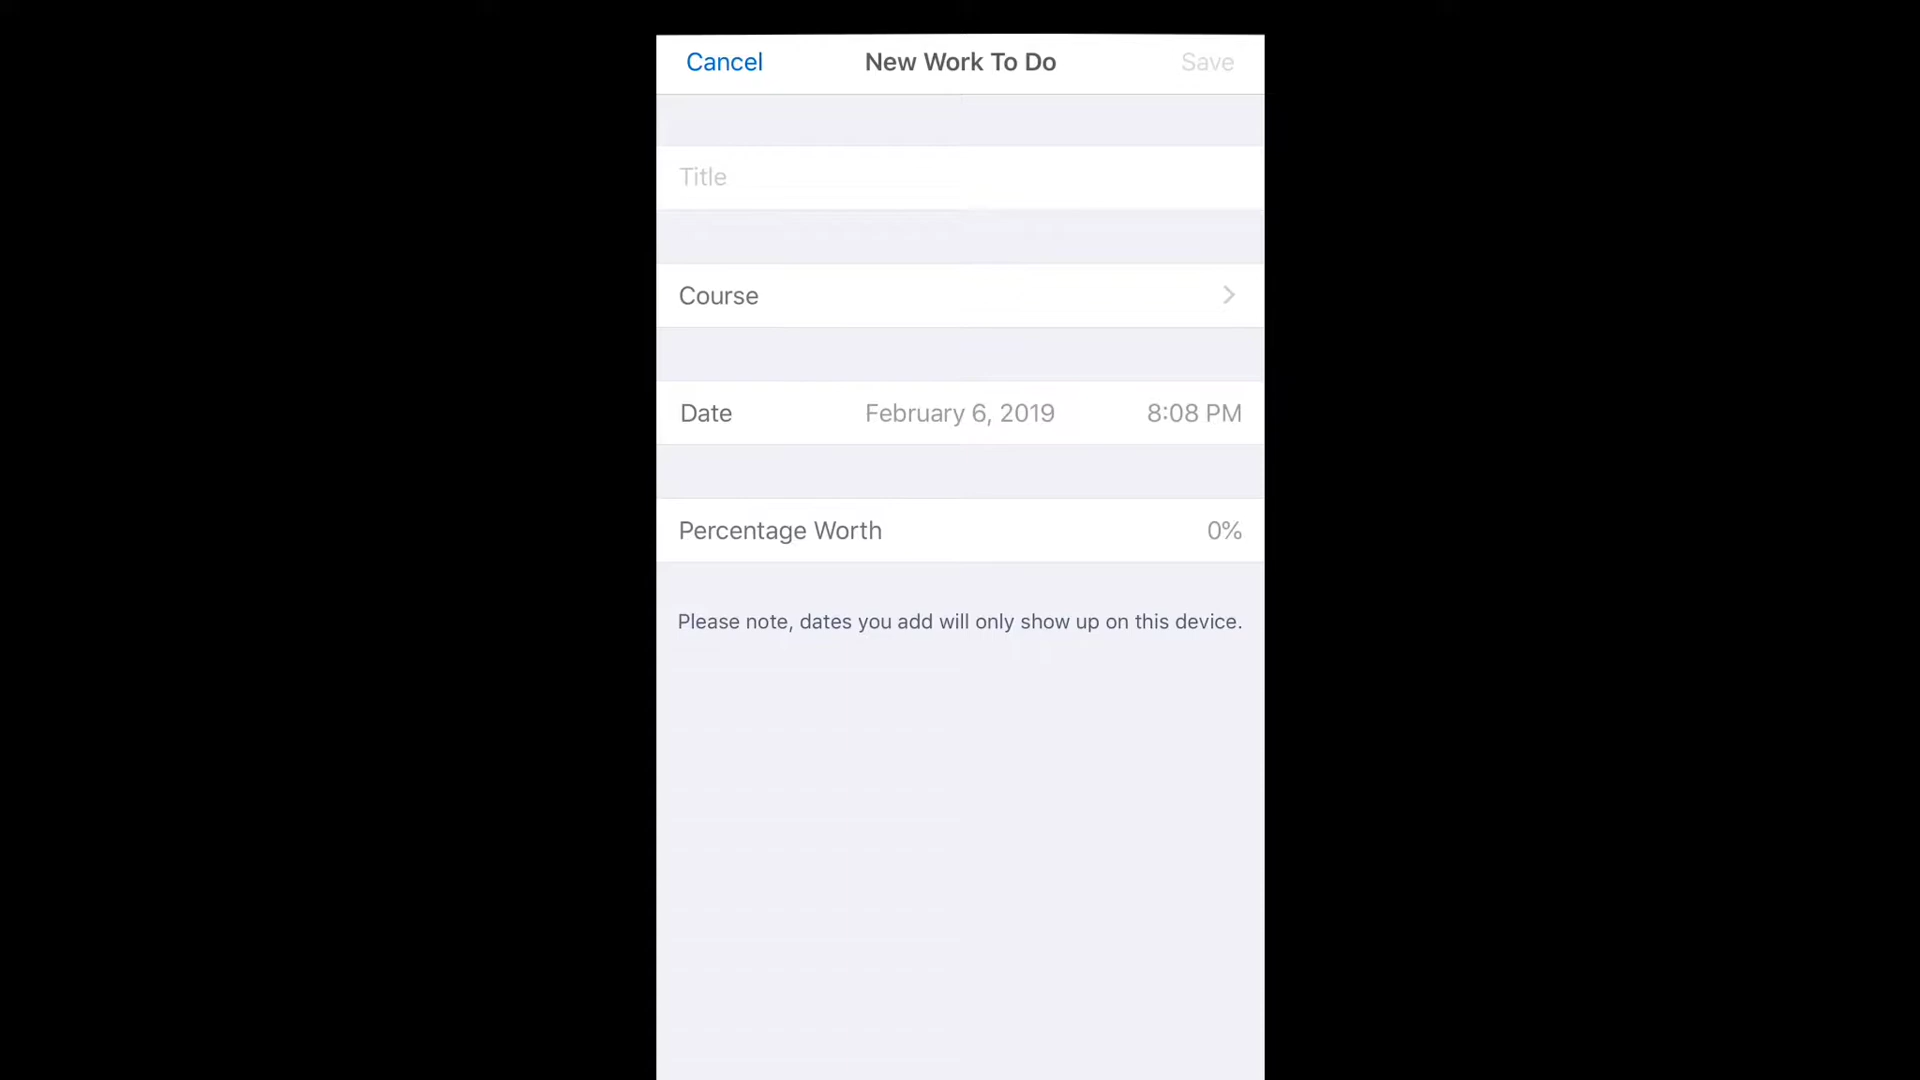 Cancel New Work To Do Save
Title
Course
Date February 6, 2019 8:08 PM
Percentage Worth 0%
Please note, dates you add will only show up on this device.